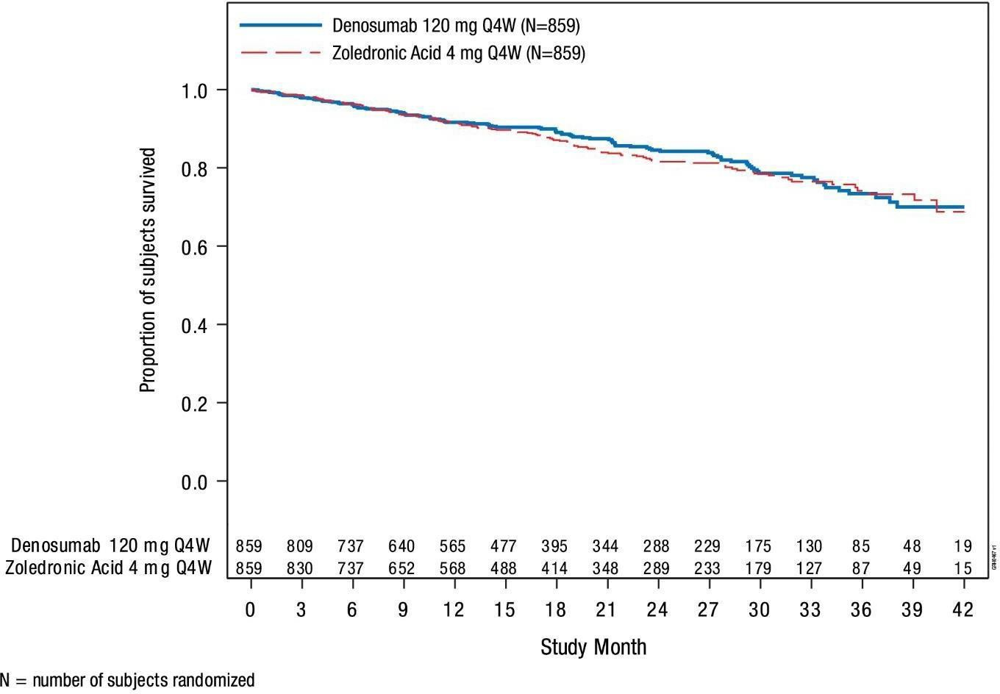 Denosumab 120 mg Q4W (N=859)
Zoledronic Acid 4 mg Q4W (N=859)
1.0
0.8
0.6
0.4
0.2
0.0
Proportion of subjects survived
Denosumab 120 mg Q4W 859 809 737 640 565 477 395 344 288 229 175 130 85 48 19
Zoledronic Acid 4 mg Q4W 859 830 737 652 568 488 414 348 289 233 179 127 87 49 15
0 3 6 9 12 15 18 21 24 27 30 33 36 39 42
Study Month
N = number of subjects randomized